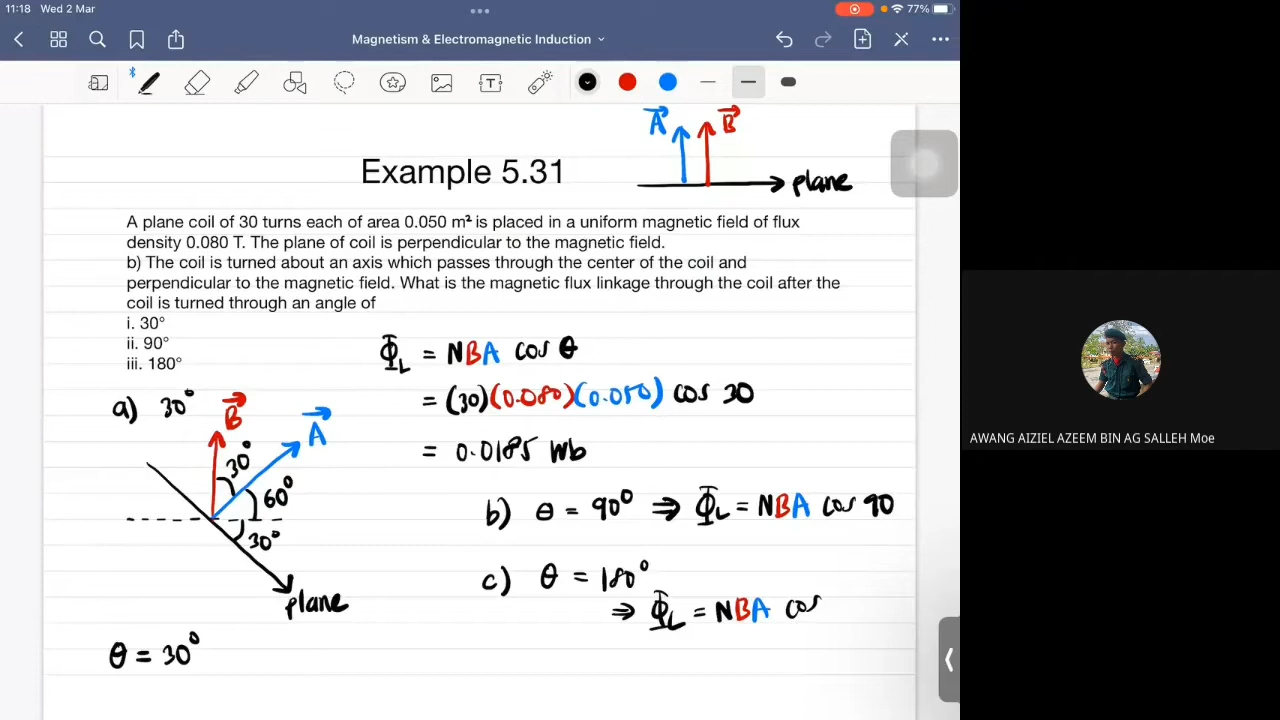 11:18 Wed 2 Mar
77%
Magnetism & Electromagnetic Induction
A B
plane
Example 5.31
A plane coil of 30 turns each of area 0.050 m² is placed in a uniform magnetic field of flux
density 0.080 T. The plane of coil is perpendicular to the magnetic field.
b) The coil is turned about an axis which passes through the center of the coil and
perpendicular to the magnetic field. What is the magnetic flux linkage through the coil after the
coil is turned through an angle of
i. 30°
ii. 90°
iii. 180°
Φ_L = NBA cos θ
= (30)(0.080)(0.050) cos 30
= 0.0185 Wb
a) 30°
B
A
30°
60°
30°
plane
θ = 30°
b) θ = 90° ⇒ Φ_L = NBA cos 90
c) θ = 180°
⇒ Φ_L = NBA cos
AWANG AIZIEL AZEEM BIN AG SALLEH Moe